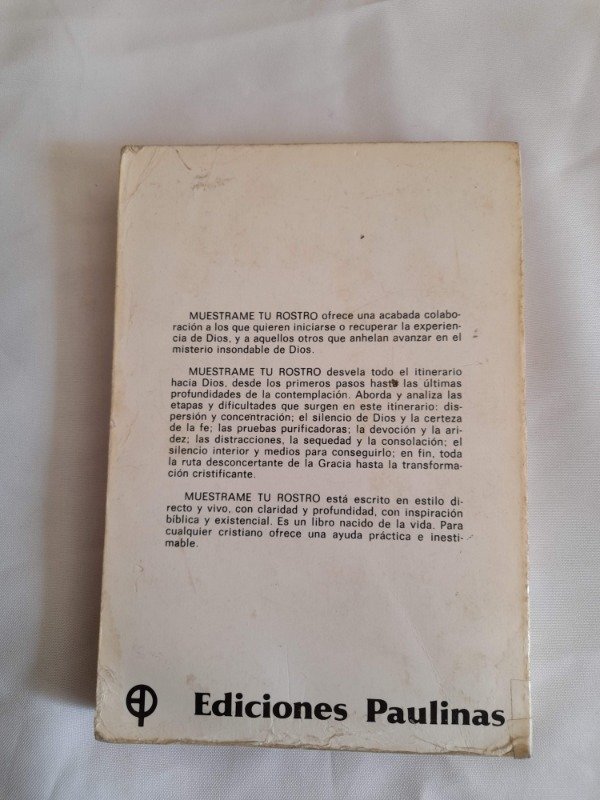 MUESTRAME TU ROSTRO ofrece una acabada colabo-
ración a los que quieren iniciarse o recuperar la experien-
cia de Dios, y a aquellos otros que anhelan avanzar en el
misterio insondable de Dios.
MUESTRAME TU ROSTRO desvela todo el itinerario
hacia Dios, desde los primeros pasos hasta las últimas
profundidades de la contemplación. Aborda y analiza las
etapas y dificultades que surgen en este itinerario: dis-
persión y concentración; el silencio de Dios y la certeza
de la fe; las pruebas purificadoras; la devoción y la ari-
dez; las distracciones, la sequedad y la consolación; el
silencio interior y medios para conseguirlo; en fin, toda
la ruta desconcertante de la Gracia hasta la transforma-
ción cristificante.
MUESTRAME TU ROSTRO está escrito en estilo di-
recto y vivo, con claridad y profundidad, con inspiración
bíblica y existencial. Es un libro nacido de la vida. Para
cualquier cristiano ofrece una ayuda práctica e inesti-
mable.
Ediciones Paulinas